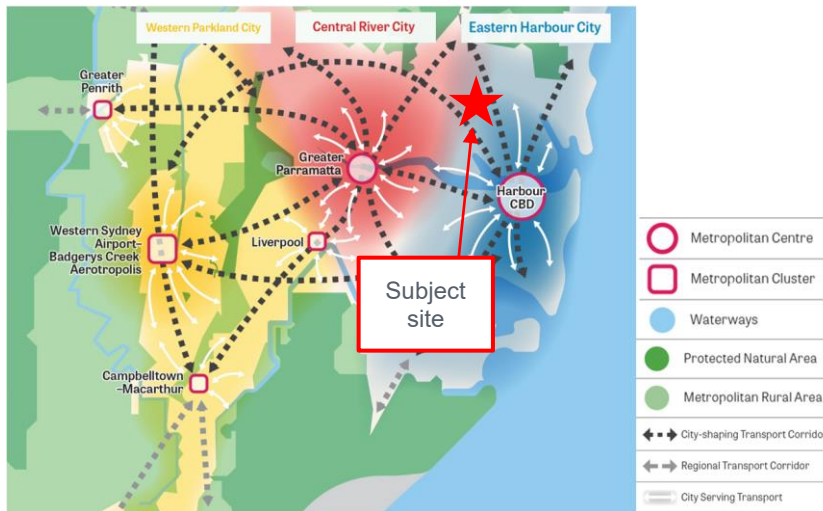 Western Parkland City
Central River City
Eastern Harbour City
Greater
Penrith
Greater
Parramatta
Harbour
CBD
Western Sydney
Airport–
Badgerys Creek
Aerotropolis
Liverpool
Subject
site
Campbelltown
–Macarthur
Metropolitan Centre
Metropolitan Cluster
Waterways
Protected Natural Area
Metropolitan Rural Area
City-shaping Transport Corrido
Regional Transport Corridor
City Serving Transport